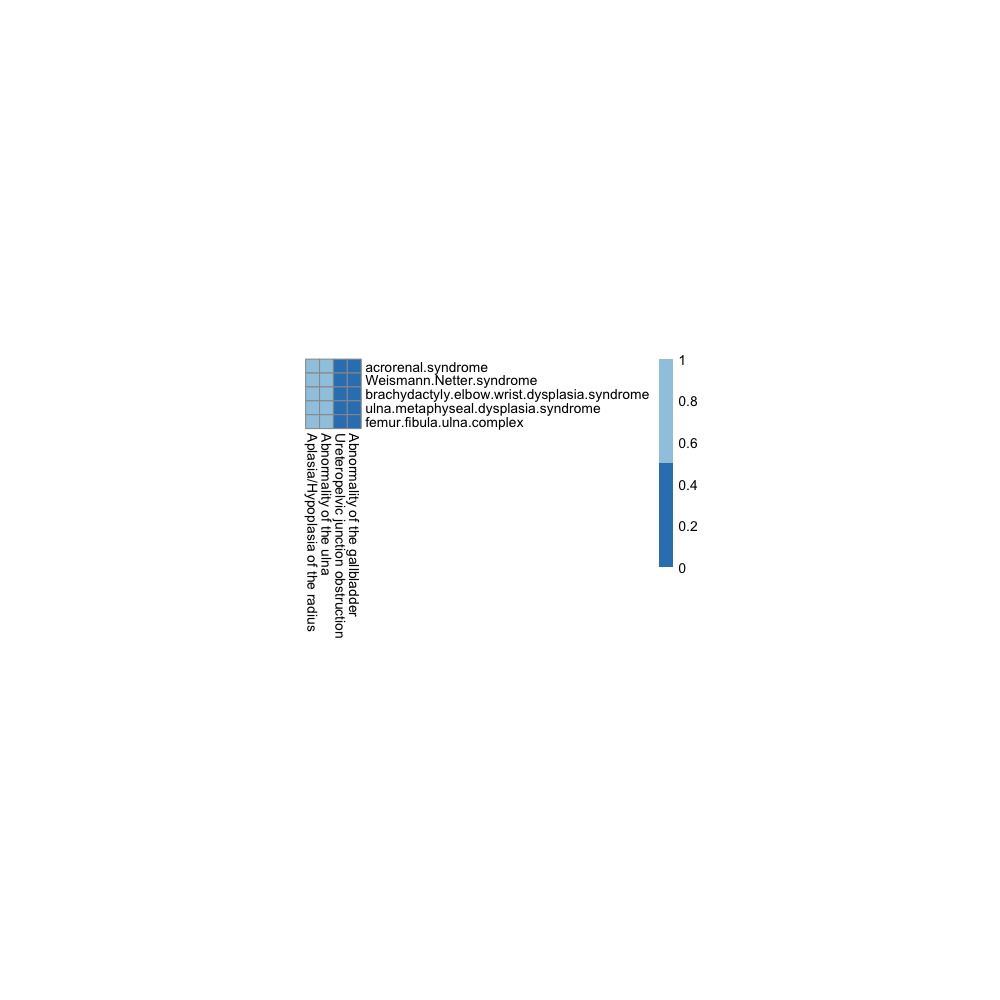 acrorenal.syndrome
Weismann.Netter.syndrome
brachydactyly.elbow.wrist.dysplasia.syndrome
ulna.metaphyseal.dysplasia.syndrome
femur.fibula.ulna.complex
Aplasia/Hypoplasia of the radius
Abnormality of the ulna
Ureteropelvic junction obstruction
Abnormality of the gallbladder
1
0.8
0.6
0.4
0.2
0